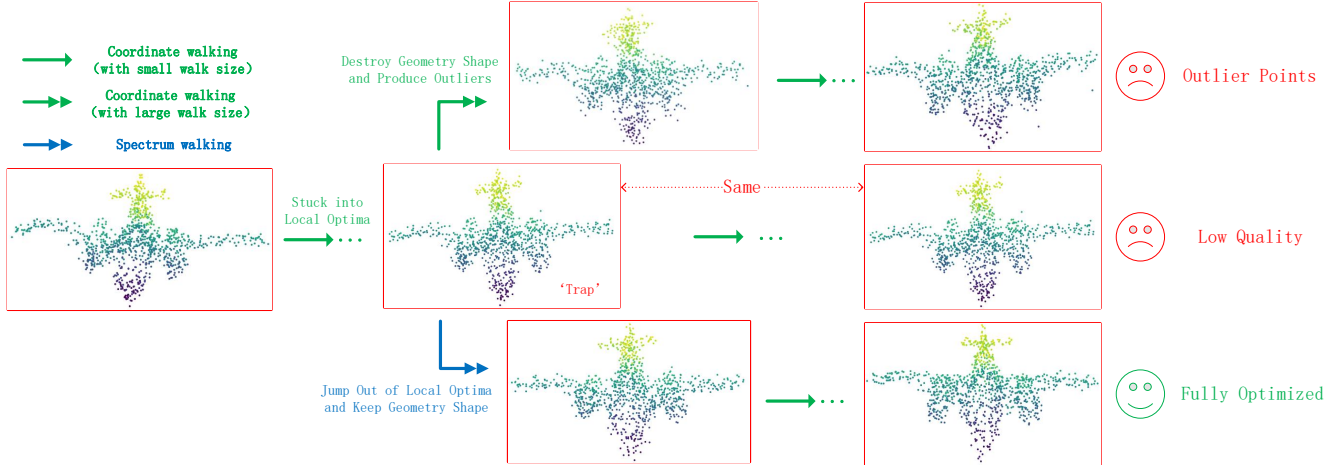 Coordinate walking
(with small walk size)
Coordinate walking
(with large walk size)
Spectrum walking
Destroy Geometry Shape
and Produce Outliers
...
Outlier Points
Stuck into
Local Optima
...
‘Trap’
Same
...
Low Quality
Jump Out of Local Optima
and Keep Geometry Shape
...
Fully Optimized